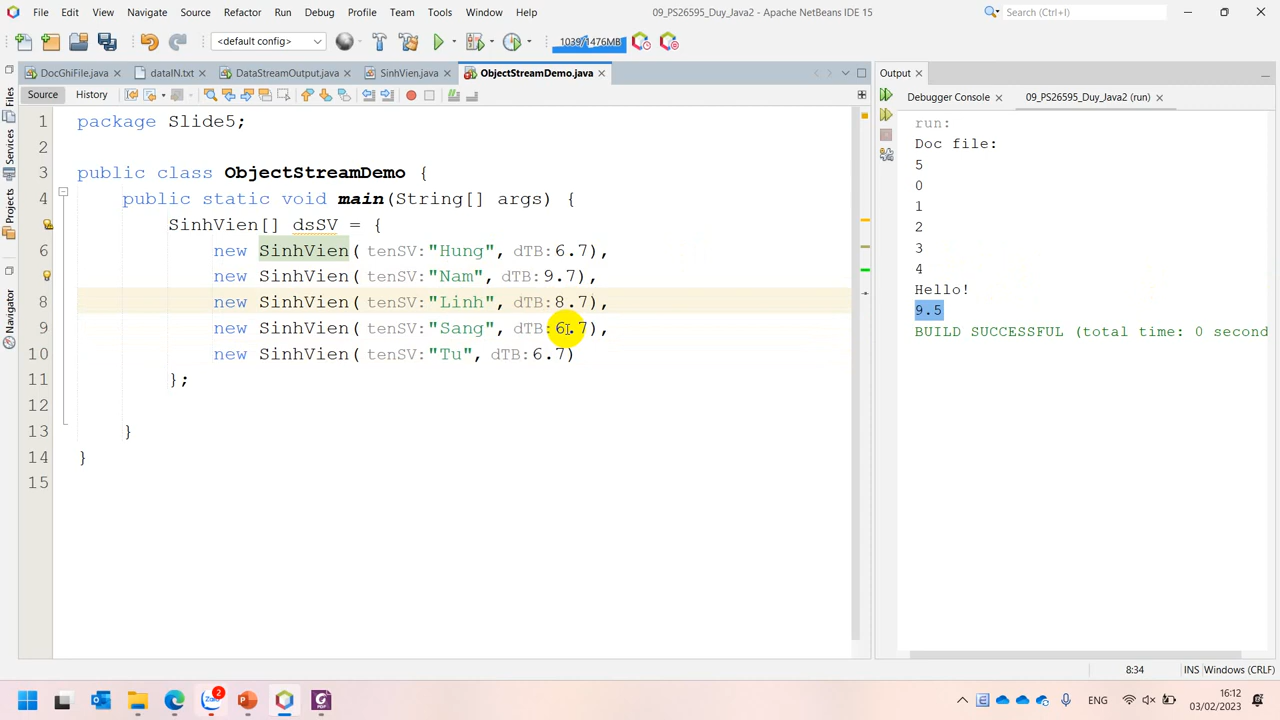 File Edit View Navigate Source Refactor Run Debug Profile Team Tools Window Help
09_PS26595_Duy_Java2 - Apache NetBeans IDE 15
Search (Ctrl+I)
<default config>
1039/1476MB
DocGhiFile.java
dataIN.txt
DataStreamOutput.java
SinhVien.java
ObjectStreamDemo.java
Output
Source History
Debugger Console
09_PS26595_Duy_Java2 (run)
Files
Services
Projects
Navigator
1 package Slide5;
2
3 public class ObjectStreamDemo {
4 public static void main(String[] args) {
SinhVien[] dsSV = {
6 new SinhVien(tenSV:"Hung", dTB:6.7),
new SinhVien(tenSV:"Nam", dTB:9.7),
8 new SinhVien(tenSV:"Linh", dTB:8.7),
9 new SinhVien(tenSV:"Sang", dTB:6.7),
10 new SinhVien(tenSV:"Tu", dTB:6.7)
11 };
12
13 }
14 }
15
run:
Doc file:
5
0
1
2
3
4
Hello!
9.5
BUILD SUCCESSFUL (total time: 0 second
8:34
INS
Windows (CRLF)
Zalo
2
ENG
16:12
03/02/2023